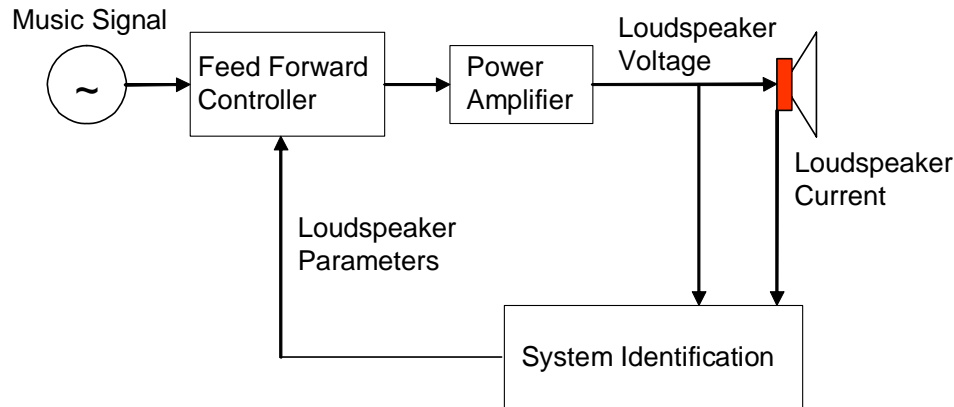 Music Signal
~
Feed Forward
Controller
Power
Amplifier
Loudspeaker
Voltage
Loudspeaker
Current
Loudspeaker
Parameters
System Identification